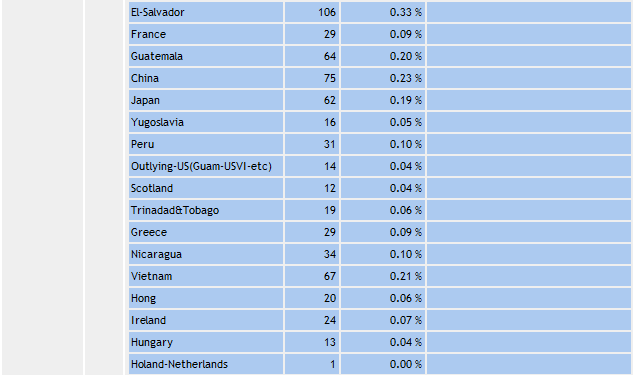 El-Salvador 106 0.33 %
France 29 0.09 %
Guatemala 64 0.20 %
China 75 0.23 %
Japan 62 0.19 %
Yugoslavia 16 0.05 %
Peru 31 0.10 %
Outlying-US(Guam-USVI-etc) 14 0.04 %
Scotland 12 0.04 %
Trinadad&Tobago 19 0.06 %
Greece 29 0.09 %
Nicaragua 34 0.10 %
Vietnam 67 0.21 %
Hong 20 0.06 %
Ireland 24 0.07 %
Hungary 13 0.04 %
Holand-Netherlands 1 0.00 %